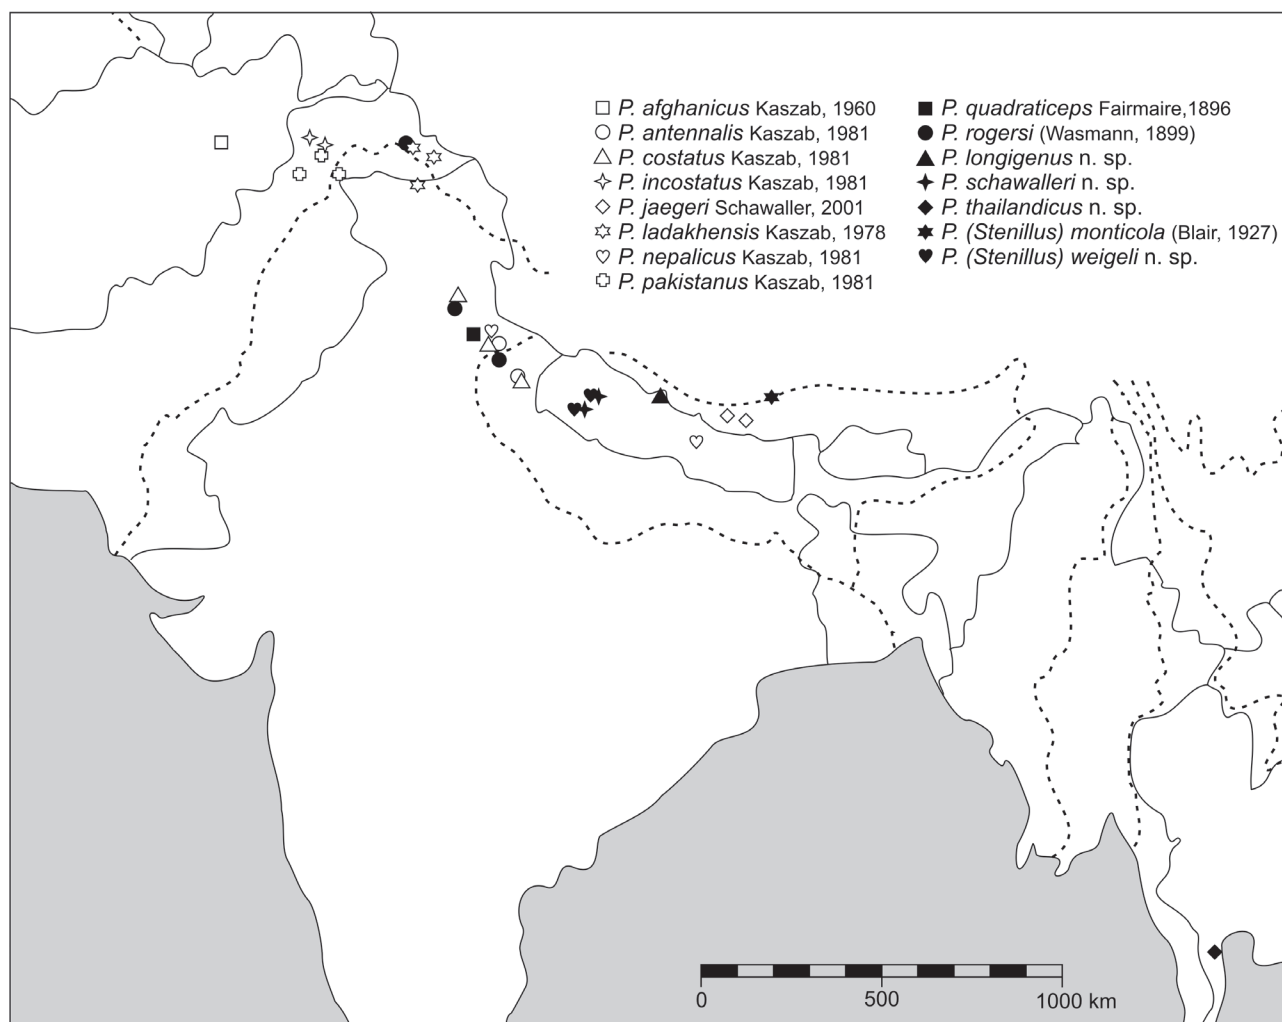 P. afghanicus Kaszab, 1960
P. antennalis Kaszab, 1981
P. costatus Kaszab, 1981
P. incostatus Kaszab, 1981
P. jaegeri Schawaller, 2001
P. ladakhensis Kaszab, 1978
P. nepalicus Kaszab, 1981
P. pakistanus Kaszab, 1981
P. quadraticeps Fairmaire,1896
P. rogersi (Wasmann, 1899)
P. longigenus n. sp.
P. schawalleri n. sp.
P. thailandicus n. sp.
P. (Stenillus) monticola (Blair, 1927)
P. (Stenillus) weigeli n. sp.
0 500 1000 km